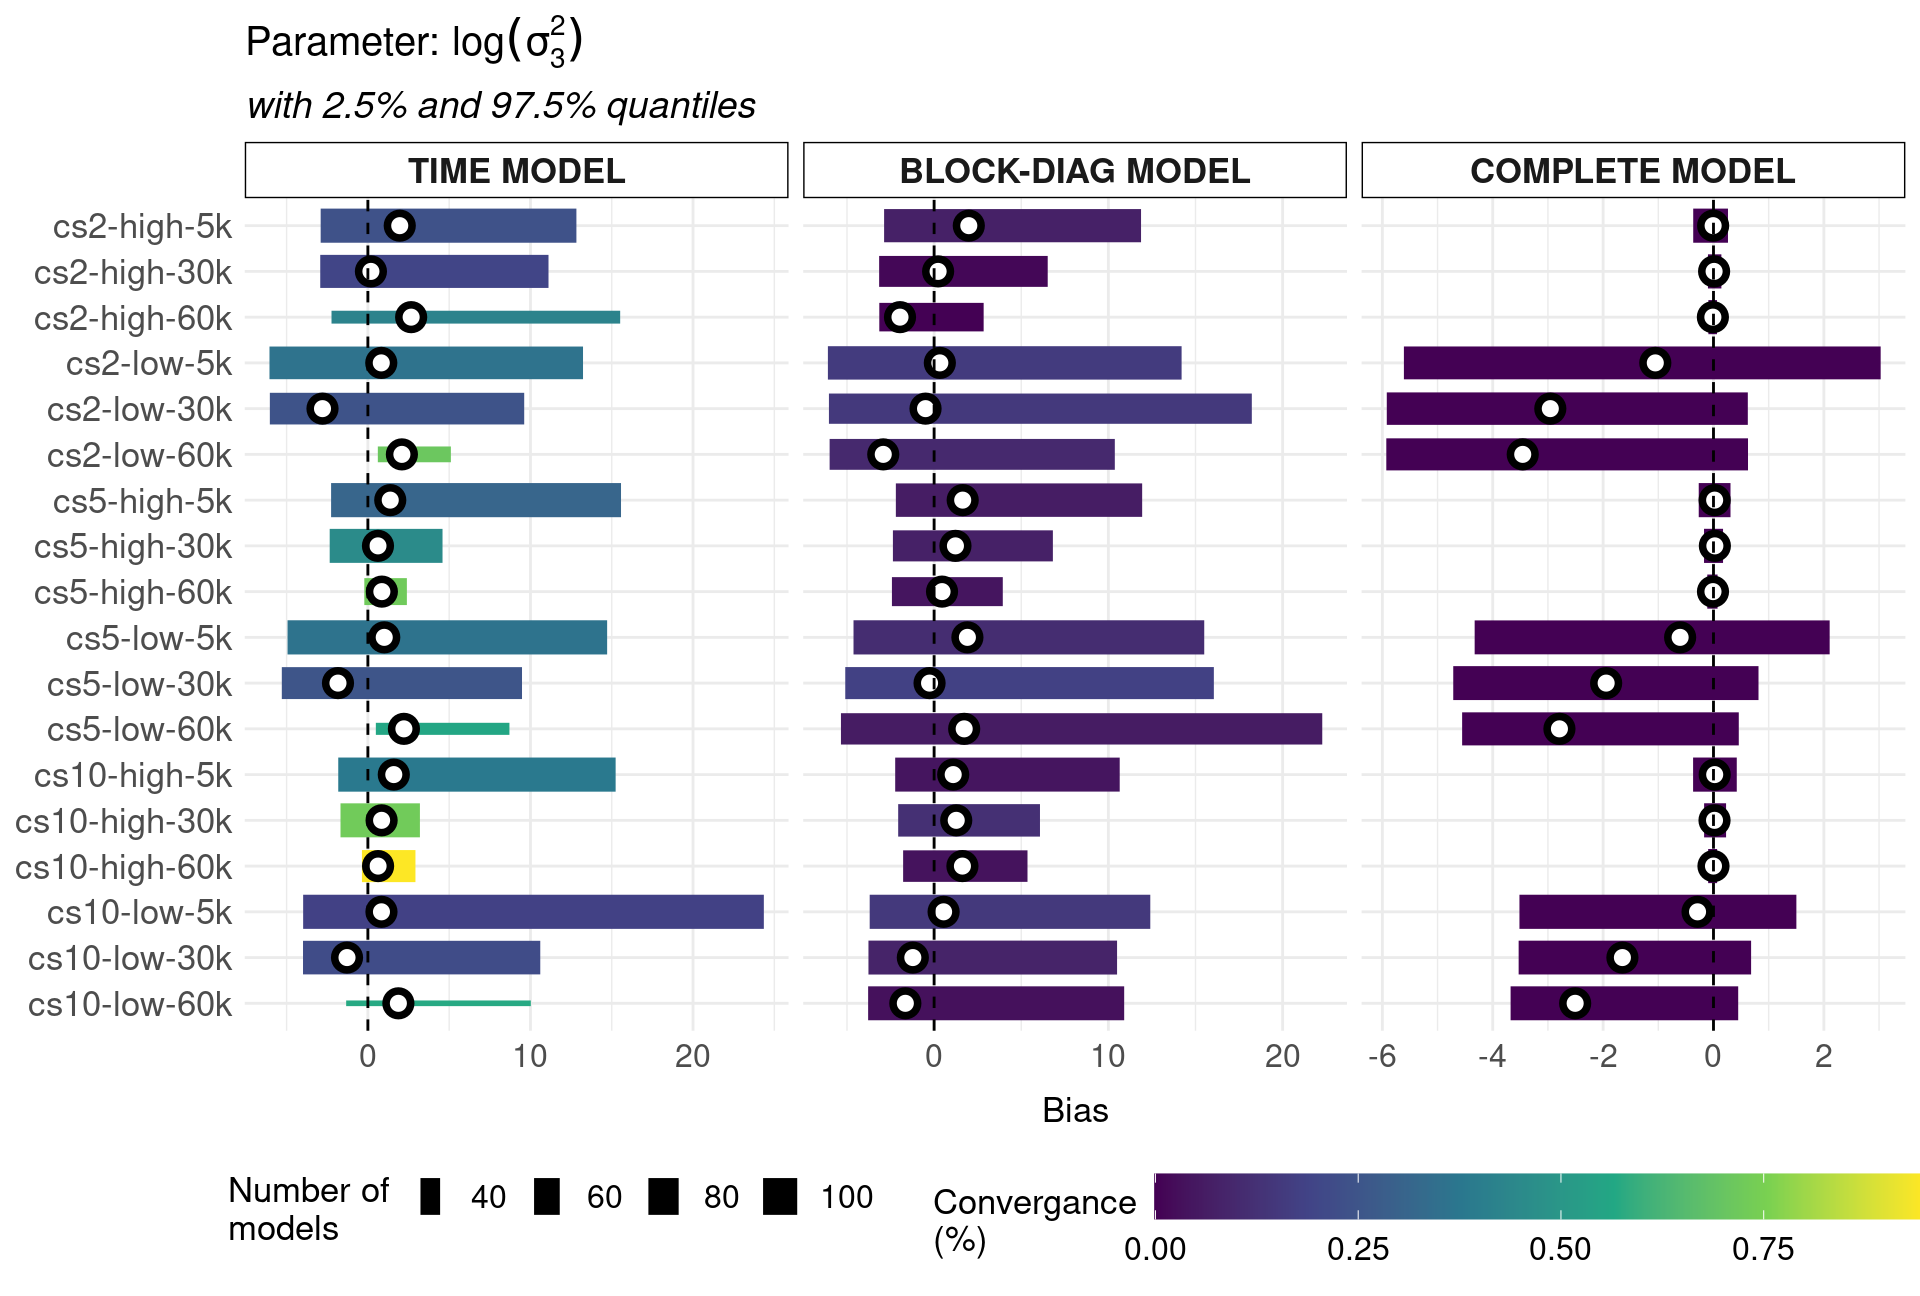 Parameter: log(σ₃²)
with 2.5% and 97.5% quantiles
TIME MODEL
BLOCK-DIAG MODEL
COMPLETE MODEL
cs2-high-5k
cs2-high-30k
cs2-high-60k
cs2-low-5k
cs2-low-30k
cs2-low-60k
cs5-high-5k
cs5-high-30k
cs5-high-60k
cs5-low-5k
cs5-low-30k
cs5-low-60k
cs10-high-5k
cs10-high-30k
cs10-high-60k
cs10-low-5k
cs10-low-30k
cs10-low-60k
0 10 20
0 10 20
-6 -4 -2 0 2
Bias
Number of
models
40 60 80 100
Convergance
(%)
0.00 0.25 0.50 0.75